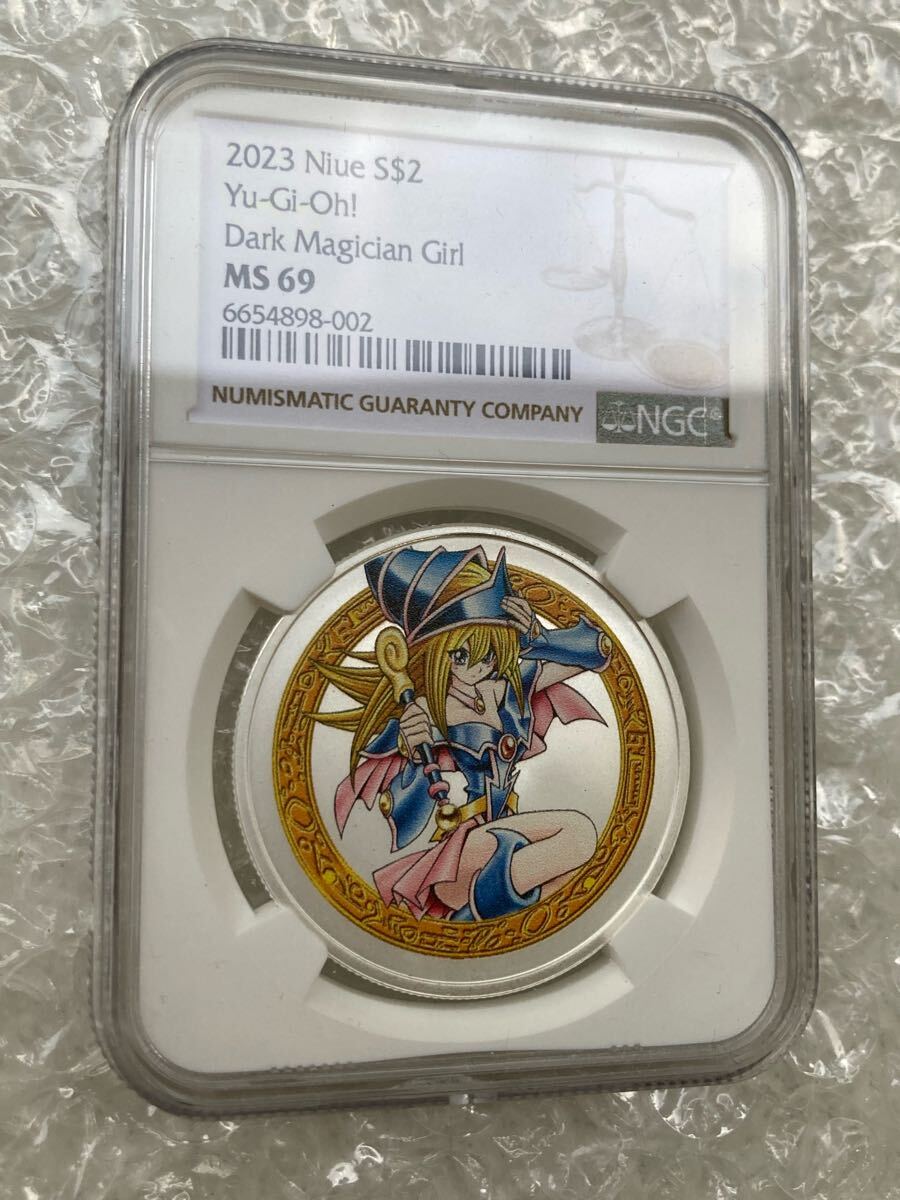 2023 Niue S$2
Yu-Gi-Oh!
Dark Magician Girl
MS 69
6654898-002
NUMISMATIC GUARANTY COMPANY
NGC